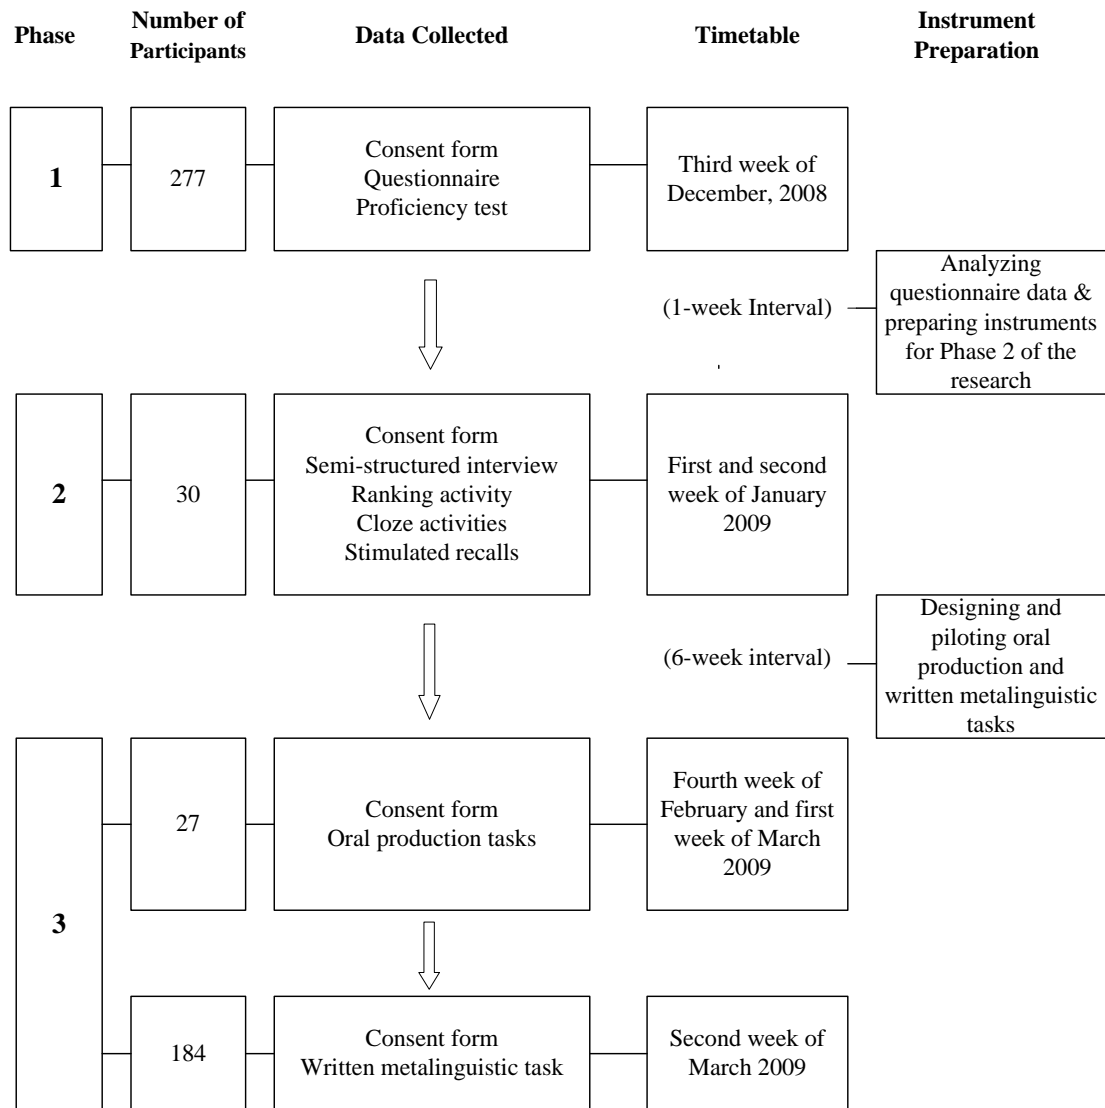 Phase
Number of
Participants
Data Collected
Timetable
Instrument
Preparation
1
277
Consent form
Questionnaire
Proficiency test
Third week of
December, 2008
(1-week Interval)
Analyzing
questionnaire data &
preparing instruments
for Phase 2 of the
research
2
30
Consent form
Semi-structured interview
Ranking activity
Cloze activities
Stimulated recalls
First and second
week of January
2009
(6-week interval)
Designing and
piloting oral
production and
written metalinguistic
tasks
3
27
Consent form
Oral production tasks
Fourth week of
February and first
week of March
2009
184
Consent form
Written metalinguistic task
Second week of
March 2009